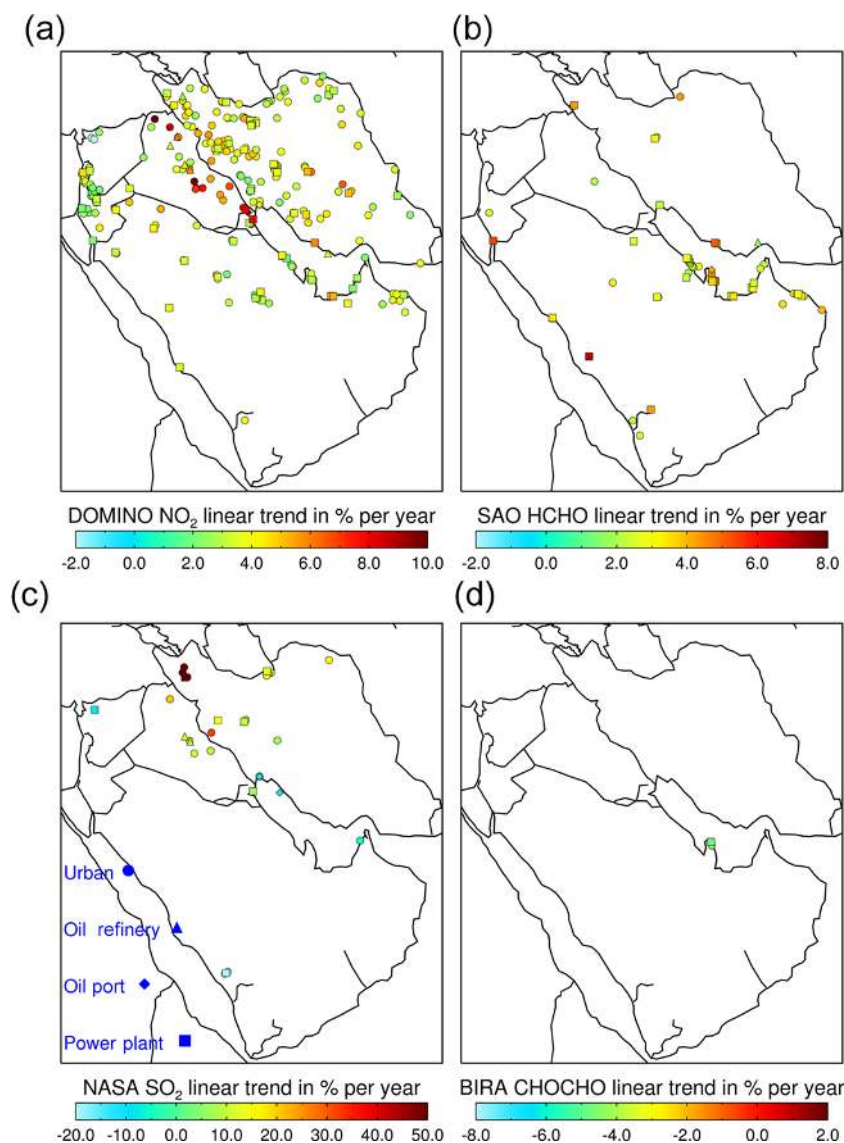 (a)
(b)
DOMINO NO₂ linear trend in % per year
-2.0 0.0 2.0 4.0 6.0 8.0 10.0
SAO HCHO linear trend in % per year
-2.0 0.0 2.0 4.0 6.0 8.0
(c)
(d)
Urban
Oil refinery
Oil port
Power plant
NASA SO₂ linear trend in % per year
-20.0 -10.0 0.0 10.0 20.0 30.0 40.0 50.0
BIRA CHOCHO linear trend in % per year
-8.0 -6.0 -4.0 -2.0 0.0 2.0